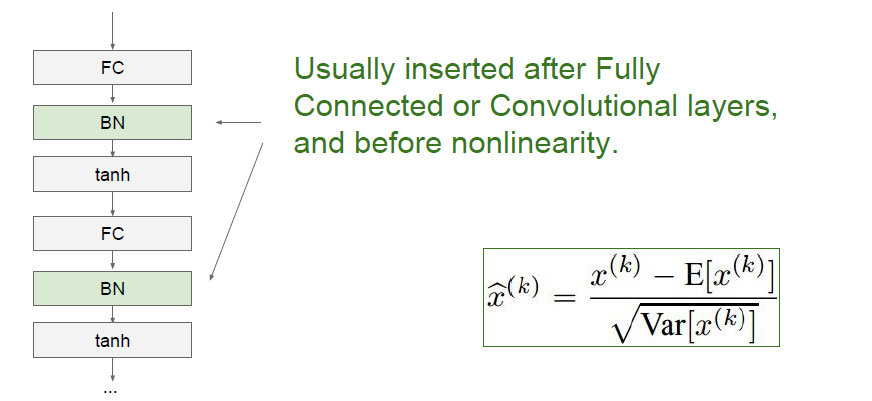 FC
BN
tanh
FC
BN
tanh
...
Usually inserted after Fully
Connected or Convolutional layers,
and before nonlinearity.
x̂^(k) = (x^(k) − E[x^(k)]) / √Var[x^(k)]